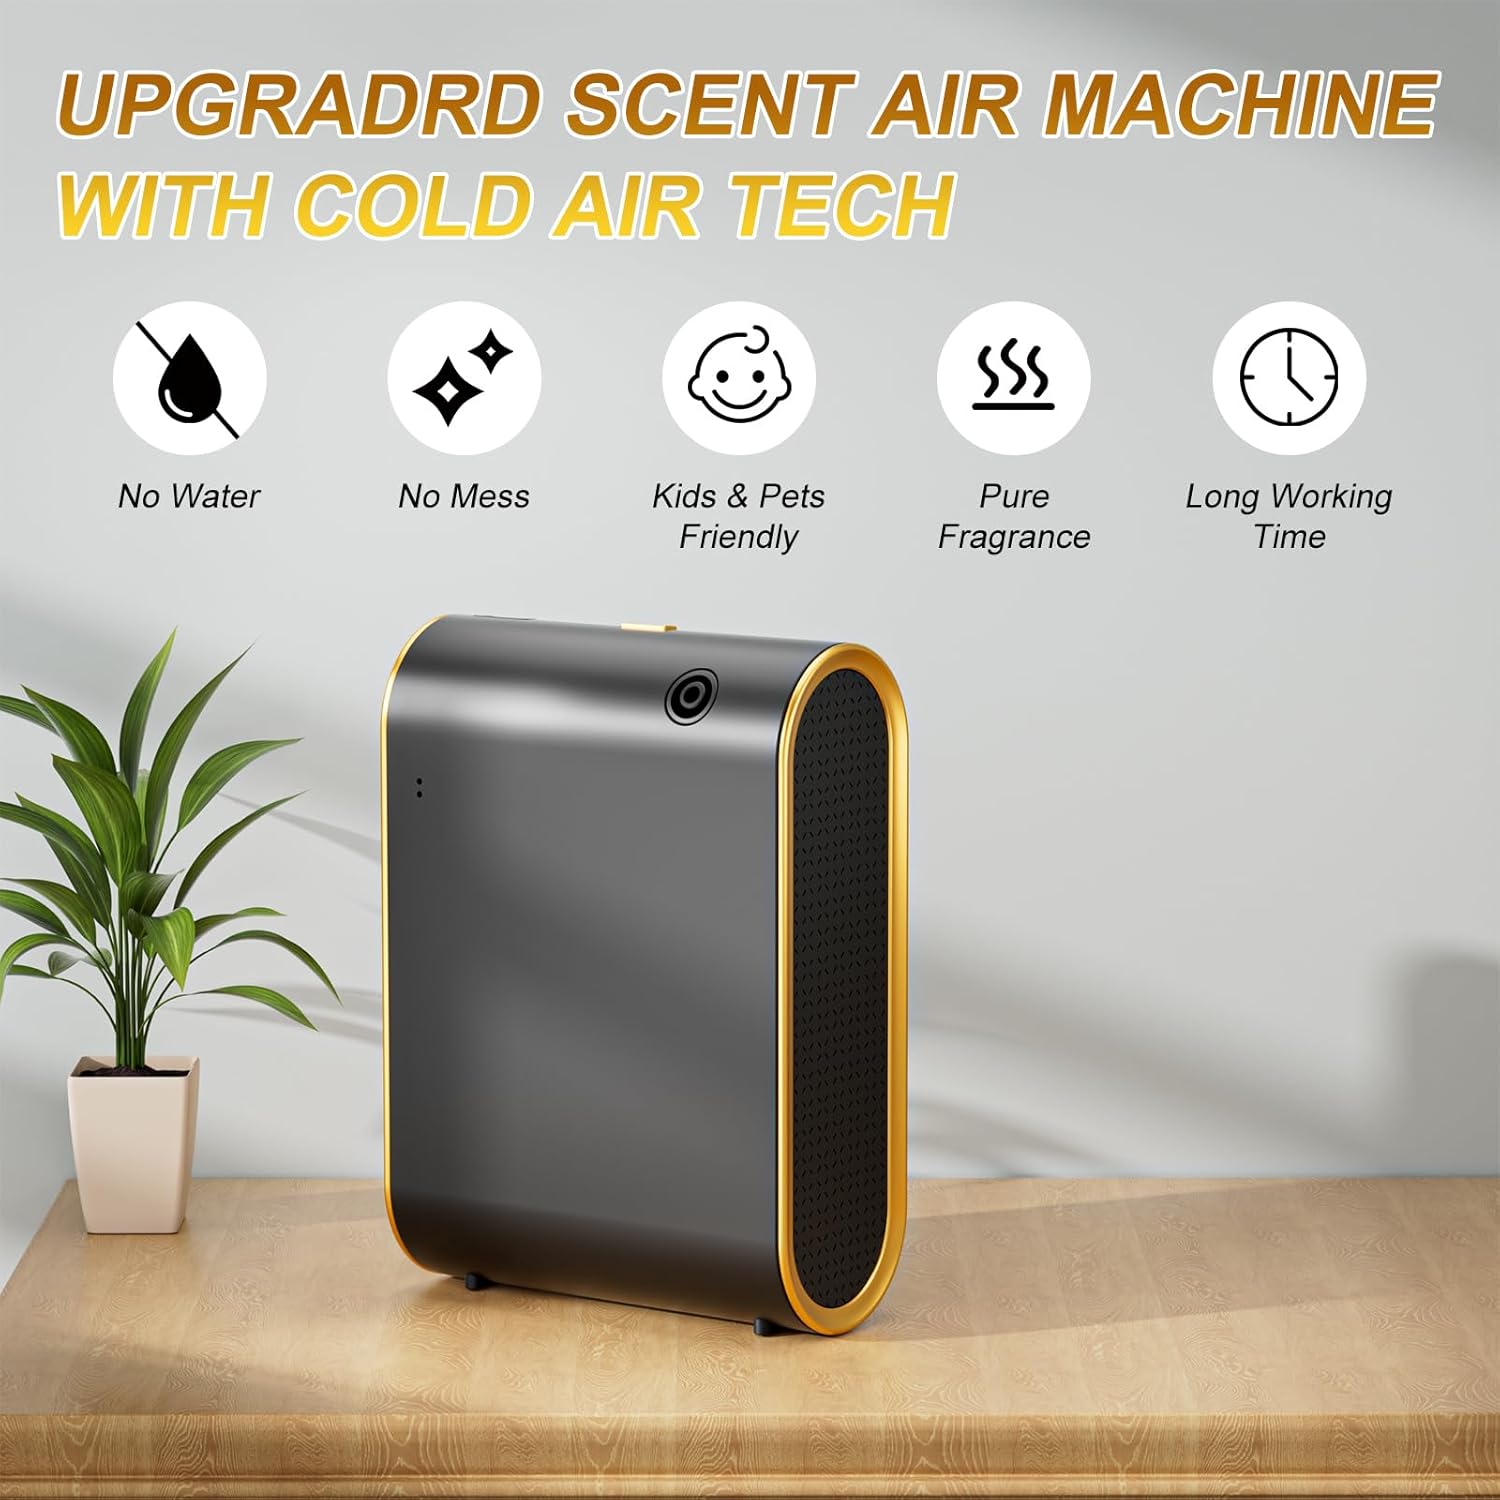 UPGRADRD SCENT AIR MACHINE
WITH COLD AIR TECH
No Water
No Mess
Kids & Pets
Friendly
Pure
Fragrance
Long Working
Time